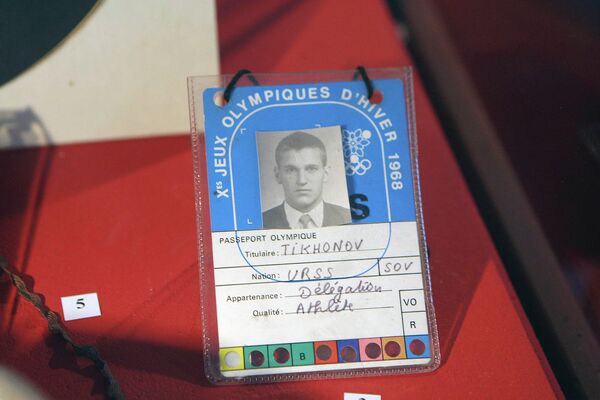 Xes JEUX OLYMPIQUES D'HIVER 1968
S
PASSEPORT OLYMPIQUE
Titulaire: TIKHONOV
Nation: URSS SOV
Appartenance: Délégation VO
Qualité: Athlète R
B
5